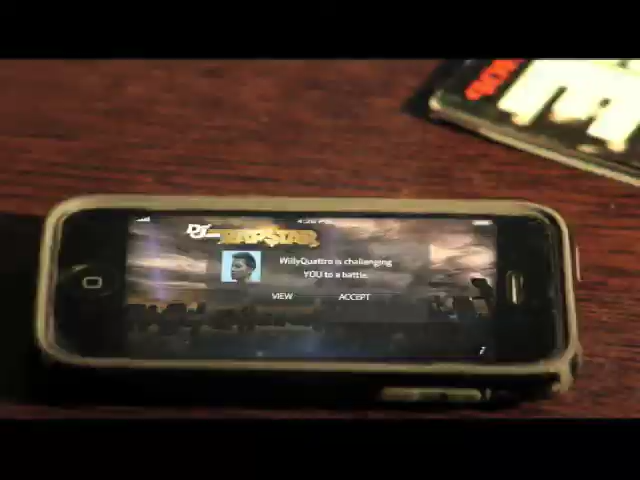 DJ
RAPSTAR
WillyQuattro is challenging
YOU to a battle.
VIEW ACCEPT